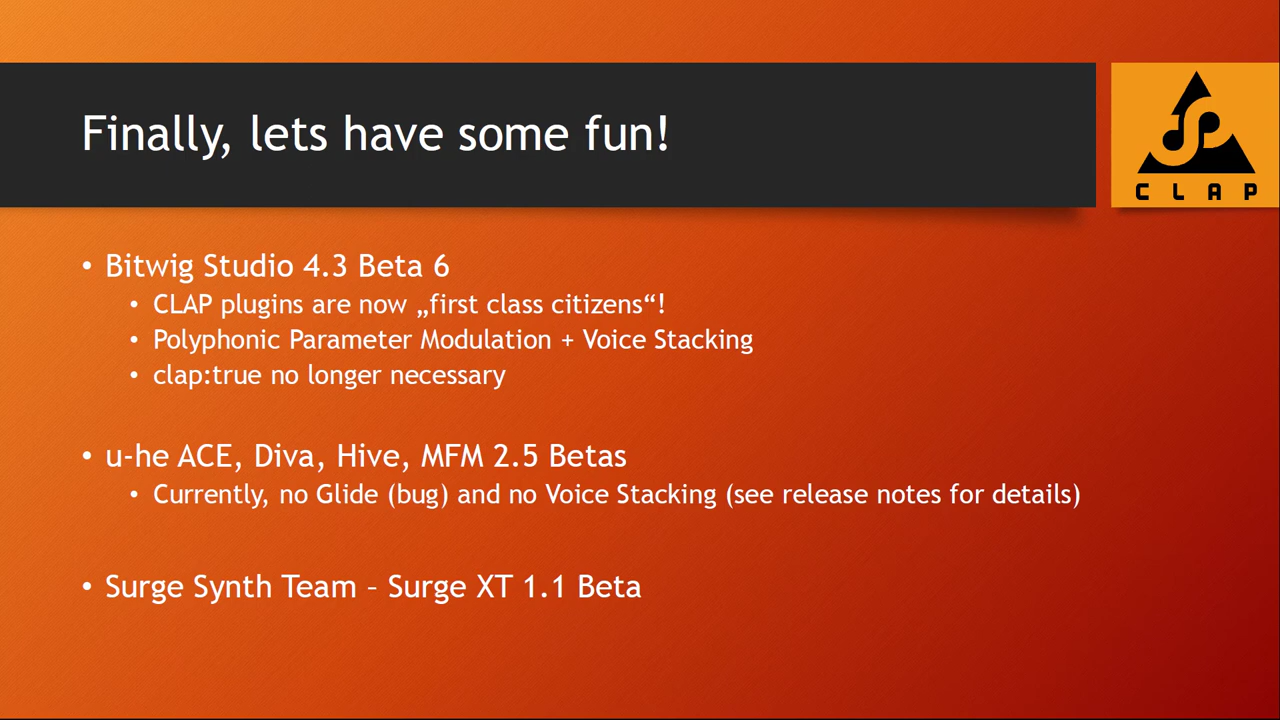 Finally, lets have some fun!
CLAP
• Bitwig Studio 4.3 Beta 6
• CLAP plugins are now „first class citizens“!
• Polyphonic Parameter Modulation + Voice Stacking
• clap:true no longer necessary
• u-he ACE, Diva, Hive, MFM 2.5 Betas
• Currently, no Glide (bug) and no Voice Stacking (see release notes for details)
• Surge Synth Team – Surge XT 1.1 Beta